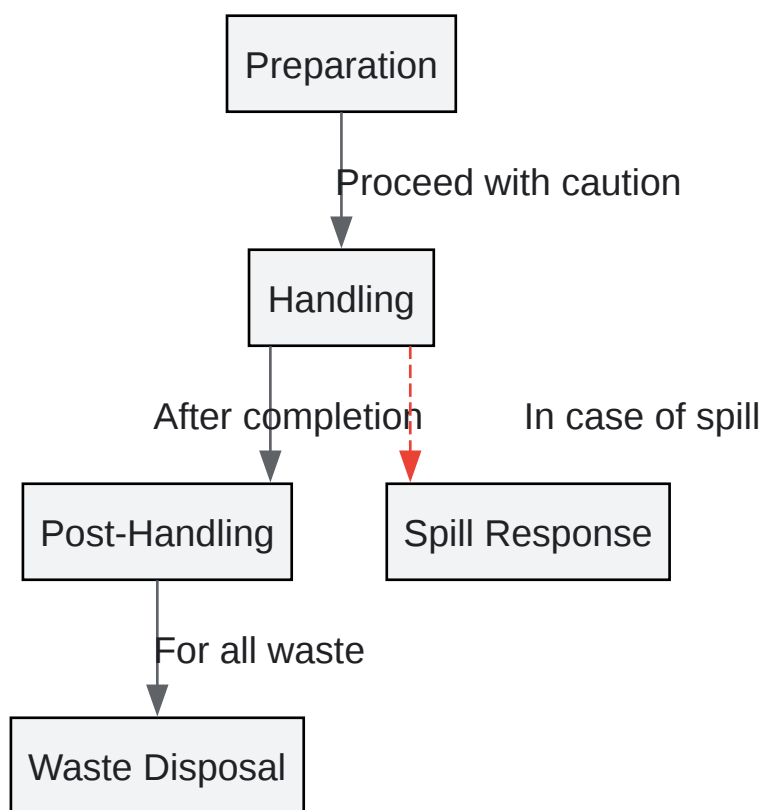 Preparation
Proceed with caution
Handling
After completion
In case of spill
Post-Handling
Spill Response
For all waste
Waste Disposal